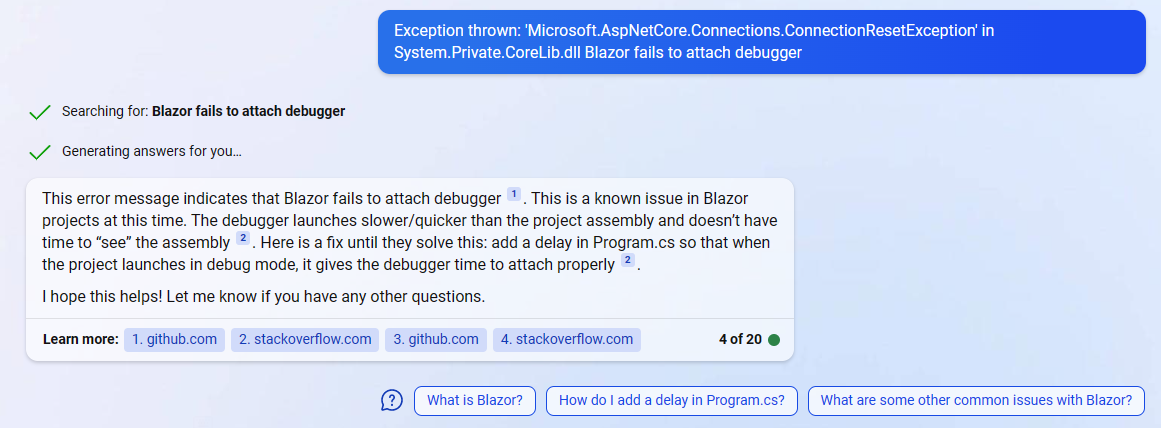 Exception thrown: 'Microsoft.AspNetCore.Connections.ConnectionResetException' in
System.Private.CoreLib.dll Blazor fails to attach debugger
Searching for: Blazor fails to attach debugger
Generating answers for you...
This error message indicates that Blazor fails to attach debugger 1 . This is a known issue in Blazor
projects at this time. The debugger launches slower/quicker than the project assembly and doesn't have
time to “see” the assembly 2 . Here is a fix until they solve this: add a delay in Program.cs so that when
the project launches in debug mode, it gives the debugger time to attach properly 2 .
I hope this helps! Let me know if you have any other questions.
Learn more: 1. github.com 2. stackoverflow.com 3. github.com 4. stackoverflow.com 4 of 20
What is Blazor? How do I add a delay in Program.cs? What are some other common issues with Blazor?